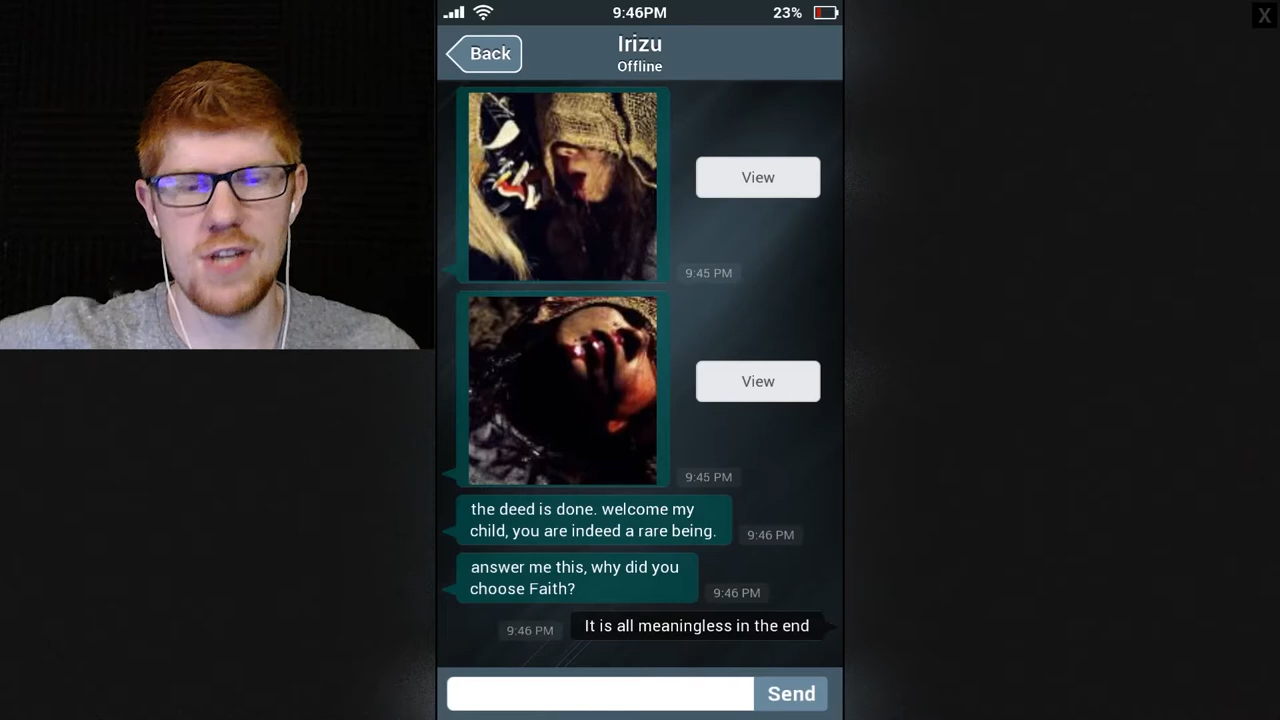 9:46PM
23%
X
Back
Irizu
Offline
View
9:45 PM
View
9:45 PM
the deed is done. welcome my
child, you are indeed a rare being.
9:46 PM
answer me this, why did you
choose Faith?
9:46 PM
9:46 PM
It is all meaningless in the end
Send